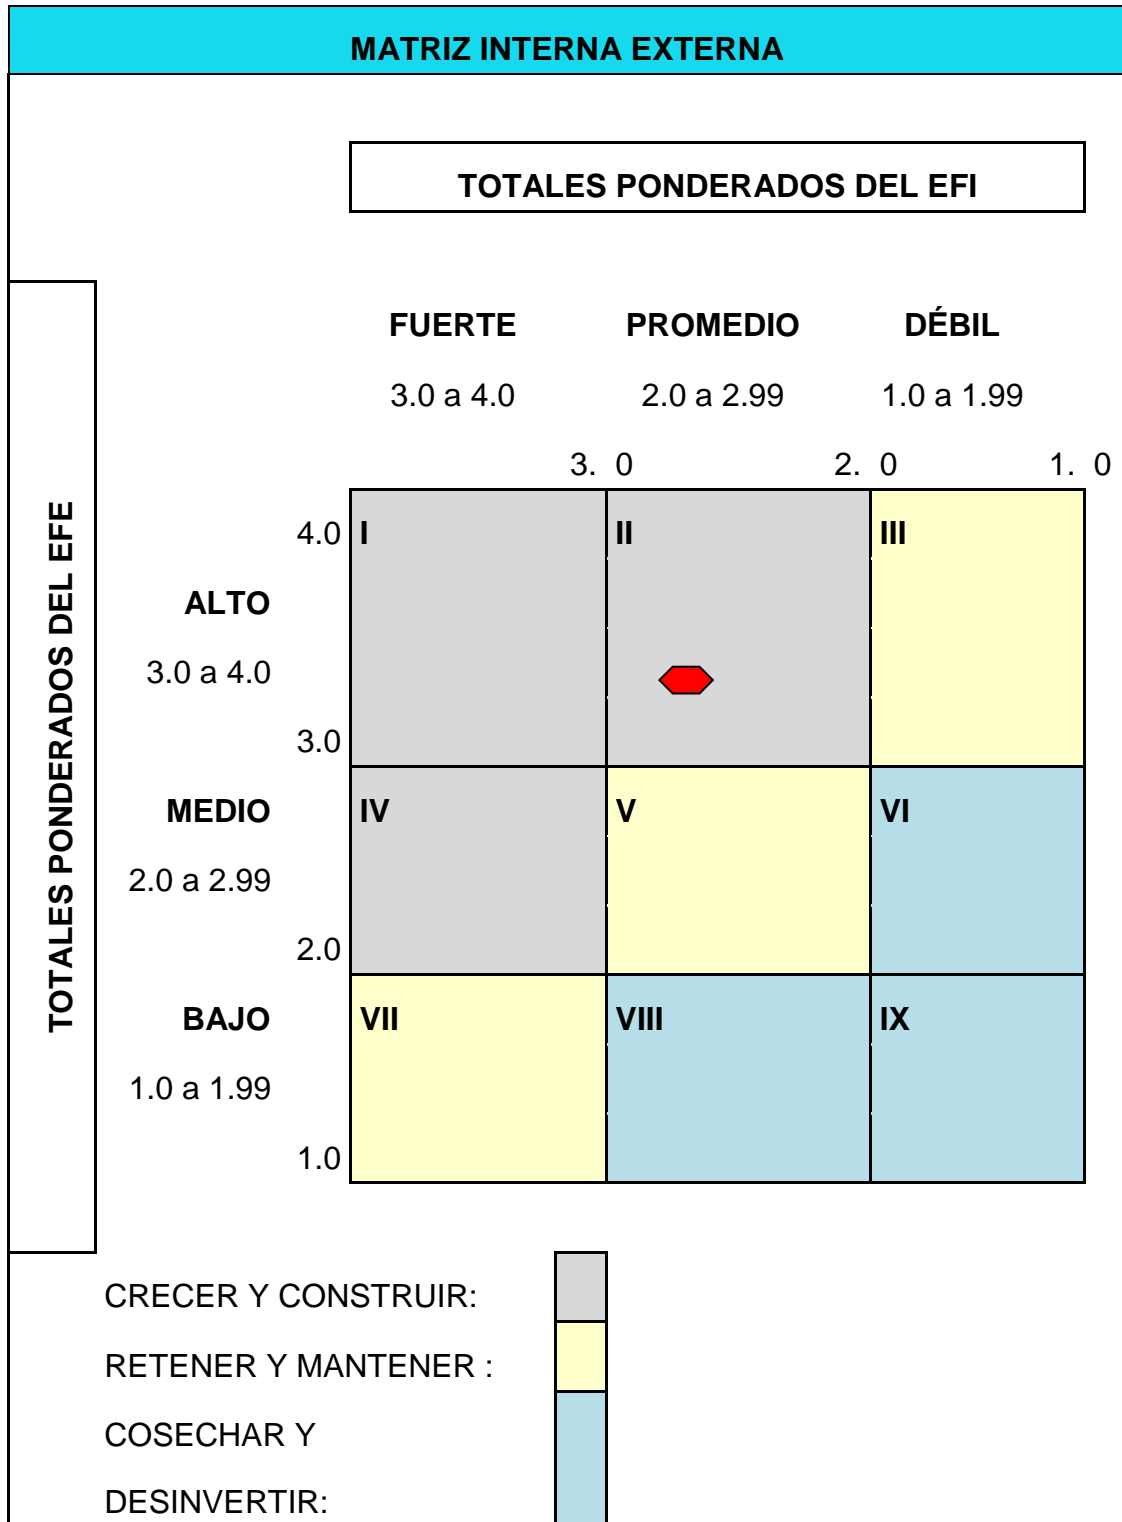 MATRIZ INTERNA EXTERNA
TOTALES PONDERADOS DEL EFI
TOTALES PONDERADOS DEL EFE
FUERTE PROMEDIO DÉBIL
3.0 a 4.0 2.0 a 2.99 1.0 a 1.99
3. 0 2. 0 1. 0
4.0 I II III
ALTO
3.0 a 4.0
3.0
MEDIO IV V VI
2.0 a 2.99
2.0
BAJO VII VIII IX
1.0 a 1.99
1.0
CRECER Y CONSTRUIR:
RETENER Y MANTENER :
COSECHAR Y
DESINVERTIR: